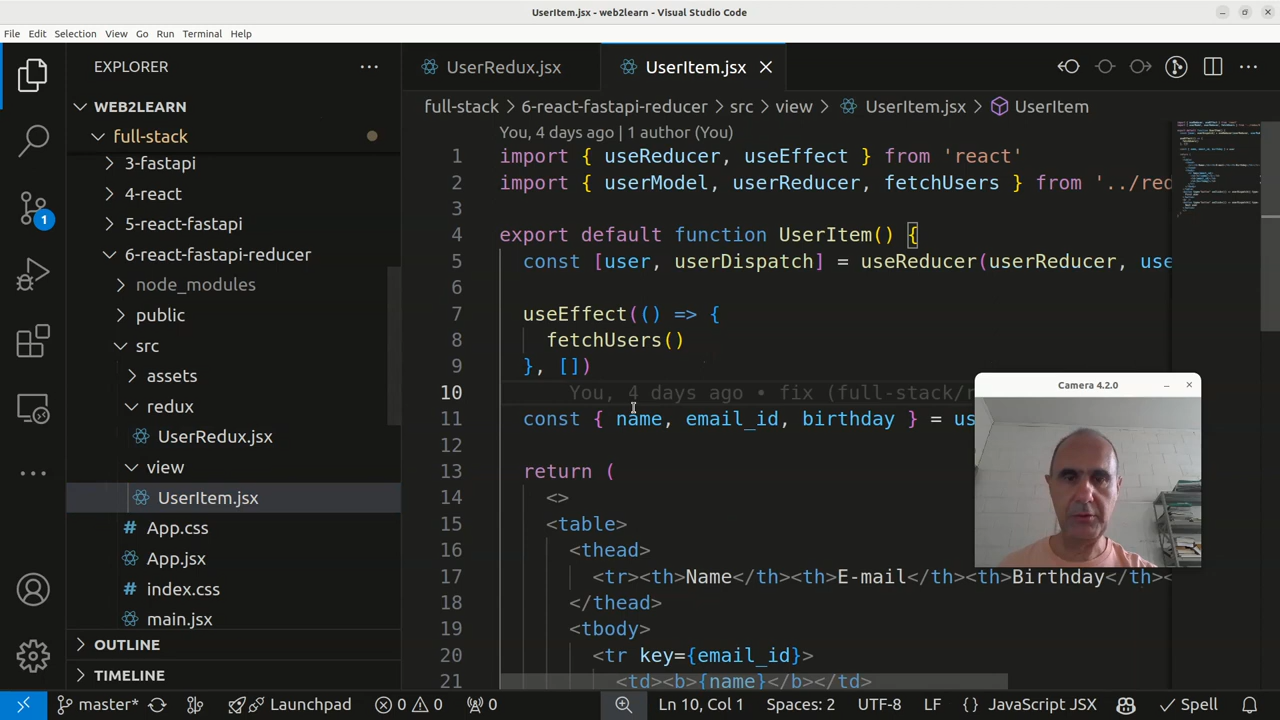 UserItem.jsx - web2learn - Visual Studio Code
File Edit Selection View Go Run Terminal Help
EXPLORER
UserRedux.jsx
UserItem.jsx
WEB2LEARN
full-stack
3-fastapi
4-react
5-react-fastapi
6-react-fastapi-reducer
node_modules
public
src
assets
redux
UserRedux.jsx
view
UserItem.jsx
App.css
App.jsx
index.css
main.jsx
OUTLINE
TIMELINE
1
full-stack > 6-react-fastapi-reducer > src > view > UserItem.jsx > UserItem
You, 4 days ago | 1 author (You)
1 import { useReducer, useEffect } from 'react'
2 import { userModel, userReducer, fetchUsers } from '../red
3
4 export default function UserItem() {
5 const [user, userDispatch] = useReducer(userReducer, use
6
7 useEffect(() => {
8 fetchUsers()
9 }, [])
10 You, 4 days ago • fix (full-stack/r
11 const { name, email_id, birthday } = us
12
13 return (
14 <>
15 <table>
16 <thead>
17 <tr><th>Name</th><th>E-mail</th><th>Birthday</th><
18 </thead>
19 <tbody>
20 <tr key={email_id}>
21 <td><b>{name}</b></td>
Camera 4.2.0
master* Launchpad 0 0 0 Ln 10, Col 1 Spaces: 2 UTF-8 LF {} JavaScript JSX Spell